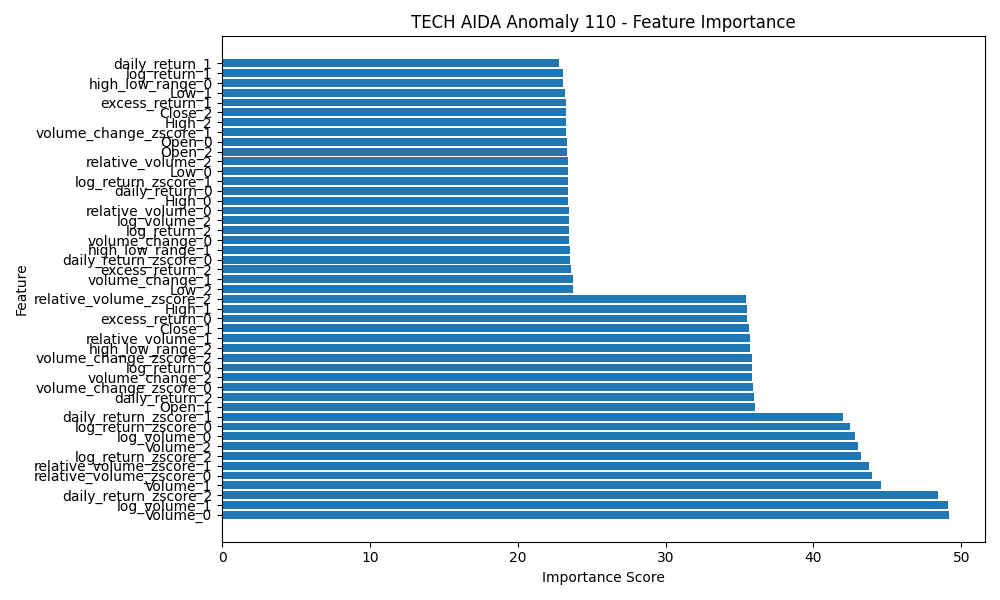 TECH AIDA Anomaly 110 - Feature Importance
daily_return_1
log_return_1
high_low_range_0
Low_1
excess_return_1
Close_2
High_2
volume_change_zscore_1
Open_0
Open_2
relative_volume_2
Low_0
log_return_zscore_1
daily_return_0
High_0
relative_volume_0
log_volume_2
log_return_2
volume_change_0
high_low_range_1
daily_return_zscore_0
excess_return_2
volume_change_1
Low_2
relative_volume_zscore_2
High_1
excess_return_0
Close_1
relative_volume_1
high_low_range_2
volume_change_zscore_2
log_return_0
volume_change_2
volume_change_zscore_0
daily_return_2
Open_1
daily_return_zscore_1
log_return_zscore_0
log_volume_0
Volume_2
log_return_zscore_2
relative_volume_zscore_1
relative_volume_zscore_0
Volume_1
daily_return_zscore_2
log_volume_1
Volume_0
Feature
0 10 20 30 40 50
Importance Score